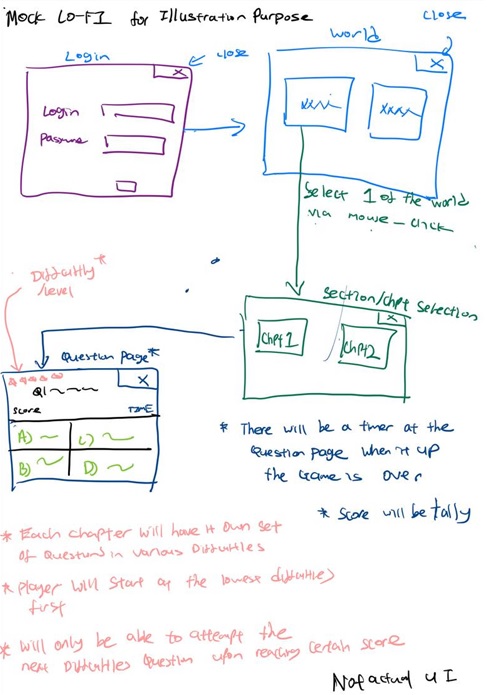 Mock LO-FI for Illustration Purpose
Login
close
X
Login
World
close
X
Select 1 of the world
via mouse-click
Difficulty *
level
Section/chpt selection
X
Chpt 1
Chpt 2
Question page *
X
Q1
Score
TIME
A)
C)
B)
D)
* There will be a timer at the
Question page when it up
the Game is over
* Score will be tally
* Each chapter will have it own set
of Questions in various Difficulties
* Player will start at the lowest difficulties
first
* Will only be able to attempt the
next Difficulties Question upon reaching certain score
Not actual UI